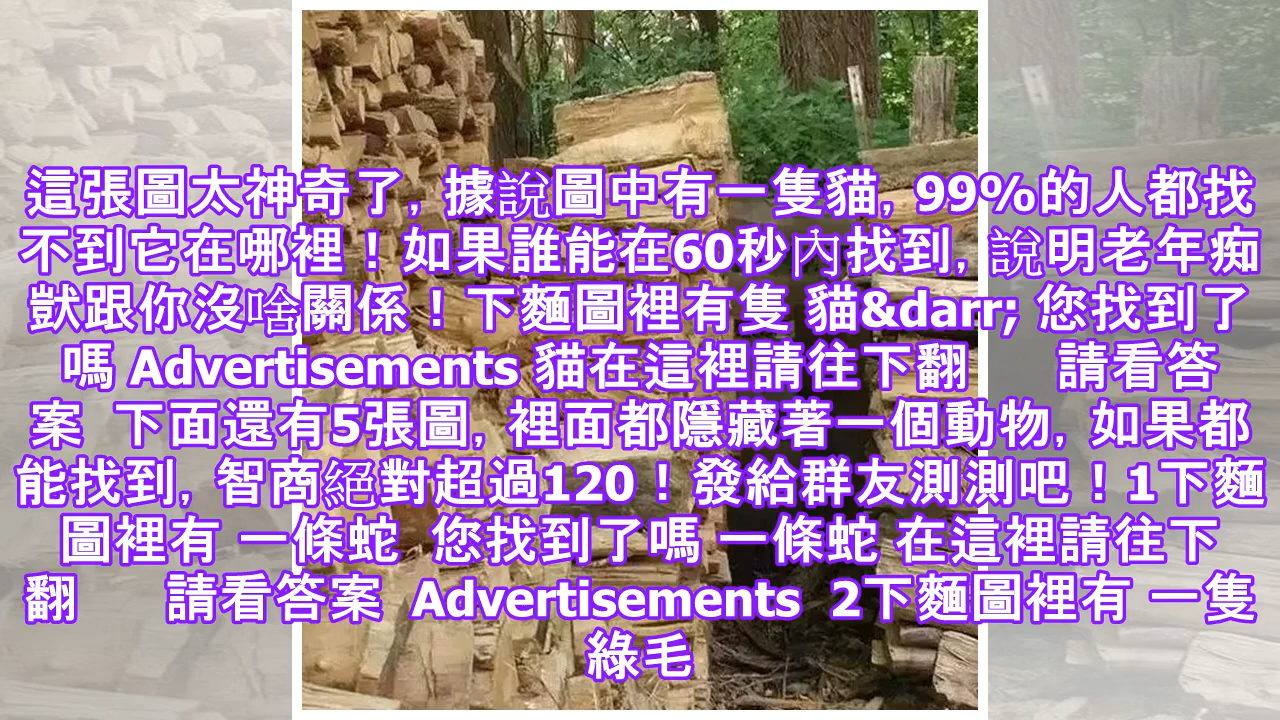 這張圖太神奇了, 據說圖中有一隻貓, 99%的人都找
不到它在哪裡！如果誰能在60秒內找到, 說明老年痴
獃跟你沒啥關係！下麵圖裡有隻 貓&darr; 您找到了
嗎 Advertisements 貓在這裡請往下翻 請看答
案 下面還有5張圖, 裡面都隱藏著一個動物, 如果都
能找到, 智商絕對超過120！發給群友測測吧！1下麵
圖裡有 一條蛇 您找到了嗎 一條蛇 在這裡請往下
翻 請看答案 Advertisements 2下麵圖裡有 一隻
綠毛